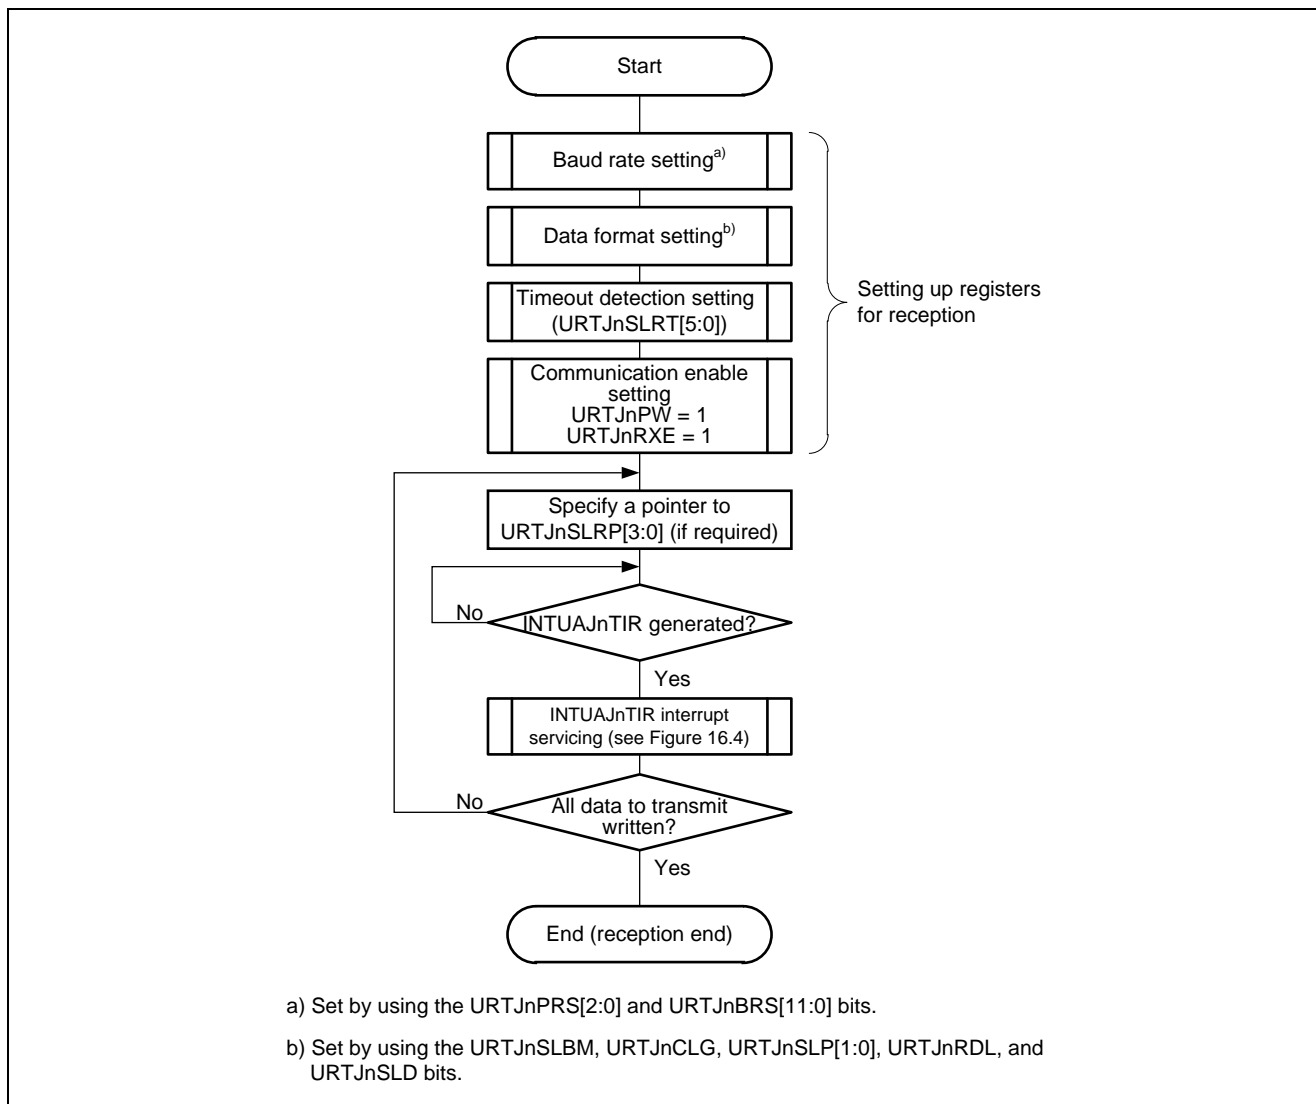 Start
Baud rate setting a)
Data format setting b)
Timeout detection setting
(URTJnSLRT[5:0])
Setting up registers
for reception
Communication enable
setting
URTJnPW = 1
URTJnRXE = 1
Specify a pointer to
URTJnSLRP[3:0] (if required)
No
INTUAJnTIR generated?
Yes
INTUAJnTIR interrupt
servicing (see Figure 16.4)
No
All data to transmit
written?
Yes
End (reception end)
a) Set by using the URTJnPRS[2:0] and URTJnBRS[11:0] bits.
b) Set by using the URTJnSLBM, URTJnCLG, URTJnSLP[1:0], URTJnRDL, and
URTJnSLD bits.